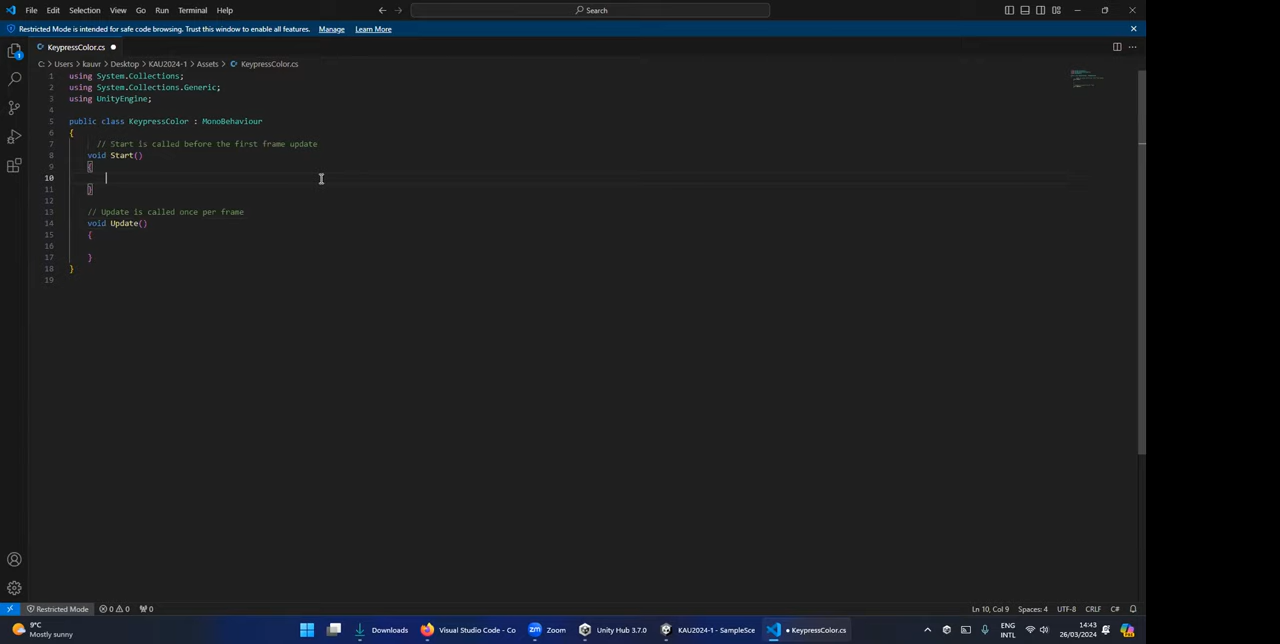 File Edit Selection View Go Run Terminal Help
Search
Restricted Mode is intended for safe code browsing. Trust this window to enable all features. Manage Learn More
KeypressColor.cs
C: > Users > kauvr > Desktop > KAU2024-1 > Assets > KeypressColor.cs
1 using System.Collections;
2 using System.Collections.Generic;
3 using UnityEngine;
4
5 public class KeypressColor : MonoBehaviour
6 {
7 // Start is called before the first frame update
8 void Start()
9 {
10
11 }
12
13 // Update is called once per frame
14 void Update()
15 {
16
17 }
18 }
19
1
Restricted Mode 0 0 0 Ln 10, Col 9 Spaces: 4 UTF-8 CRLF C#
9°C
Mostly sunny
Downloads Visual Studio Code - Co zm Zoom Unity Hub 3.7.0 KAU2024-1 - SampleSce • KeypressColor.cs
ENG
INTL
14:43
26/03/2024